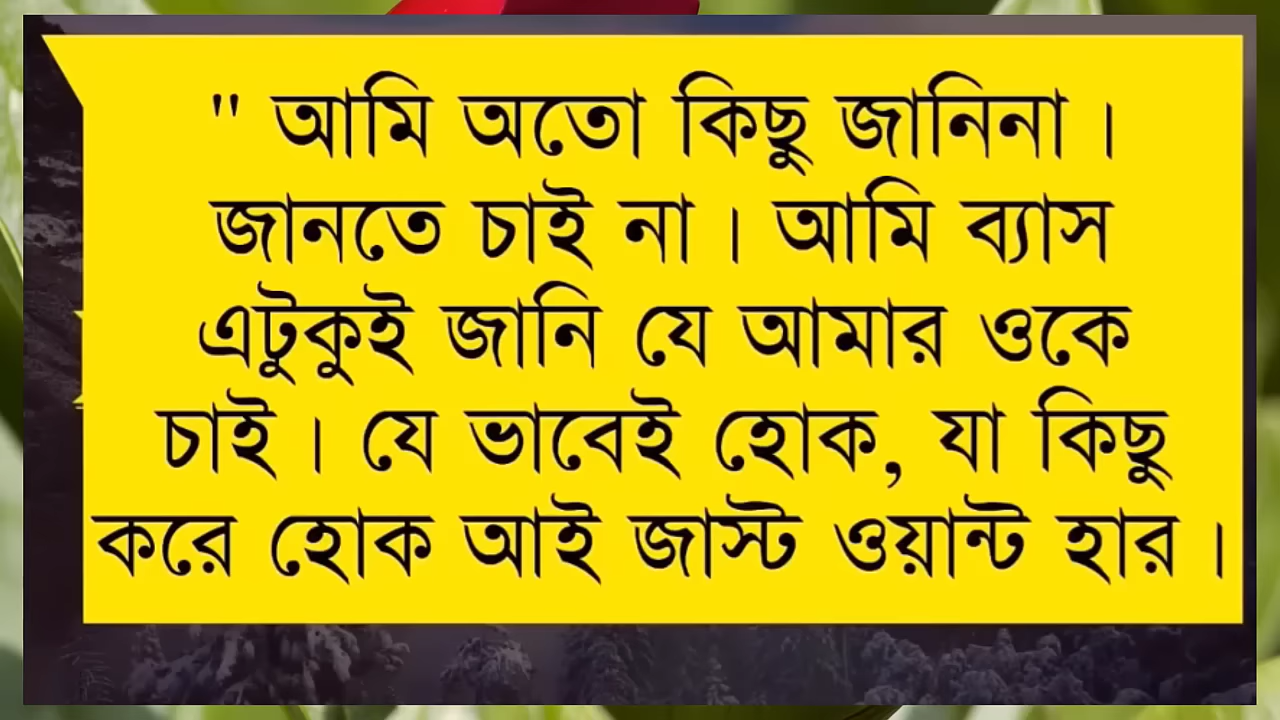 " আমি অতো কিছু জানিনা ।
জানতে চাই না । আমি ব্যাস
এটুকুই জানি যে আমার ওকে
চাই । যে ভাবেই হোক, যা কিছু
করে হোক আই জাস্ট ওয়ান্ট হার ।